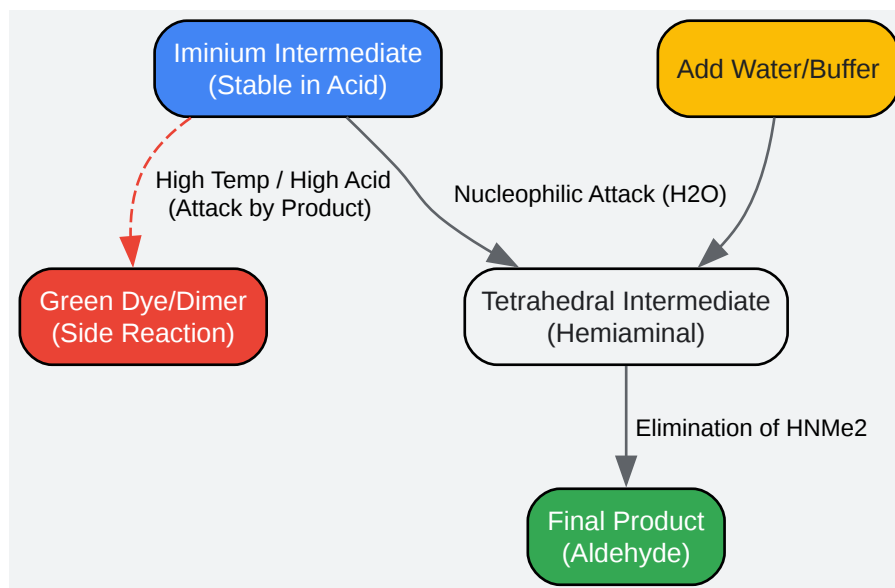 Iminium Intermediate
(Stable in Acid)
Add Water/Buffer
High Temp / High Acid
(Attack by Product)
Nucleophilic Attack (H2O)
Green Dye/Dimer
(Side Reaction)
Tetrahedral Intermediate
(Hemiaminal)
Elimination of HNMe2
Final Product
(Aldehyde)